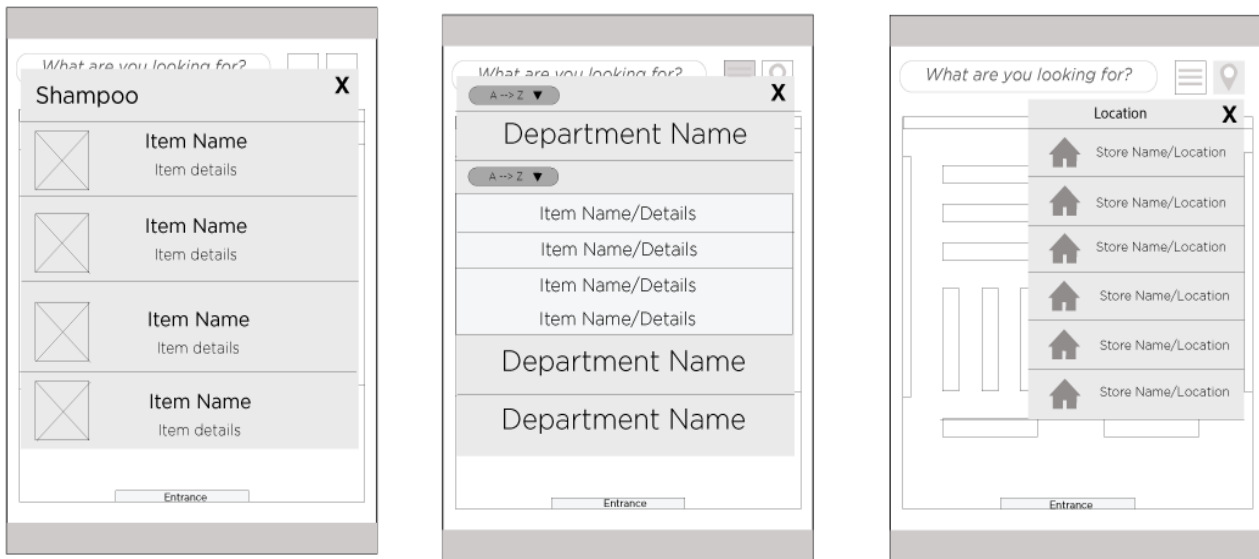 What are you looking for?
Shampoo
X
Item Name
Item details
Item Name
Item details
Item Name
Item details
Item Name
Item details
Entrance
What are you looking for?
A --> Z ▼
X
Department Name
A --> Z ▼
Item Name/Details
Item Name/Details
Item Name/Details
Item Name/Details
Department Name
Department Name
Entrance
What are you looking for?
Location
X
Store Name/Location
Store Name/Location
Store Name/Location
Store Name/Location
Store Name/Location
Store Name/Location
Entrance